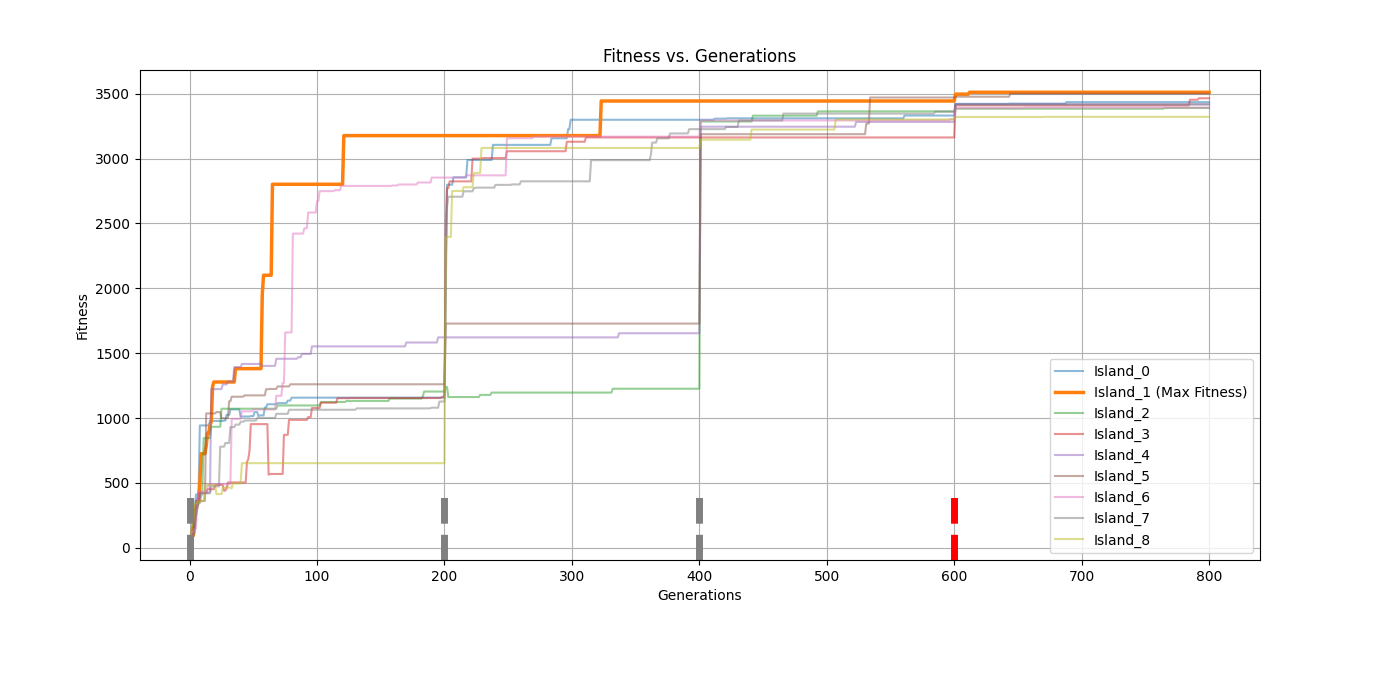 Fitness vs. Generations
Fitness
3500
3000
2500
2000
1500
1000
500
0
0 100 200 300 400 500 600 700 800
Generations
Island_0
Island_1 (Max Fitness)
Island_2
Island_3
Island_4
Island_5
Island_6
Island_7
Island_8